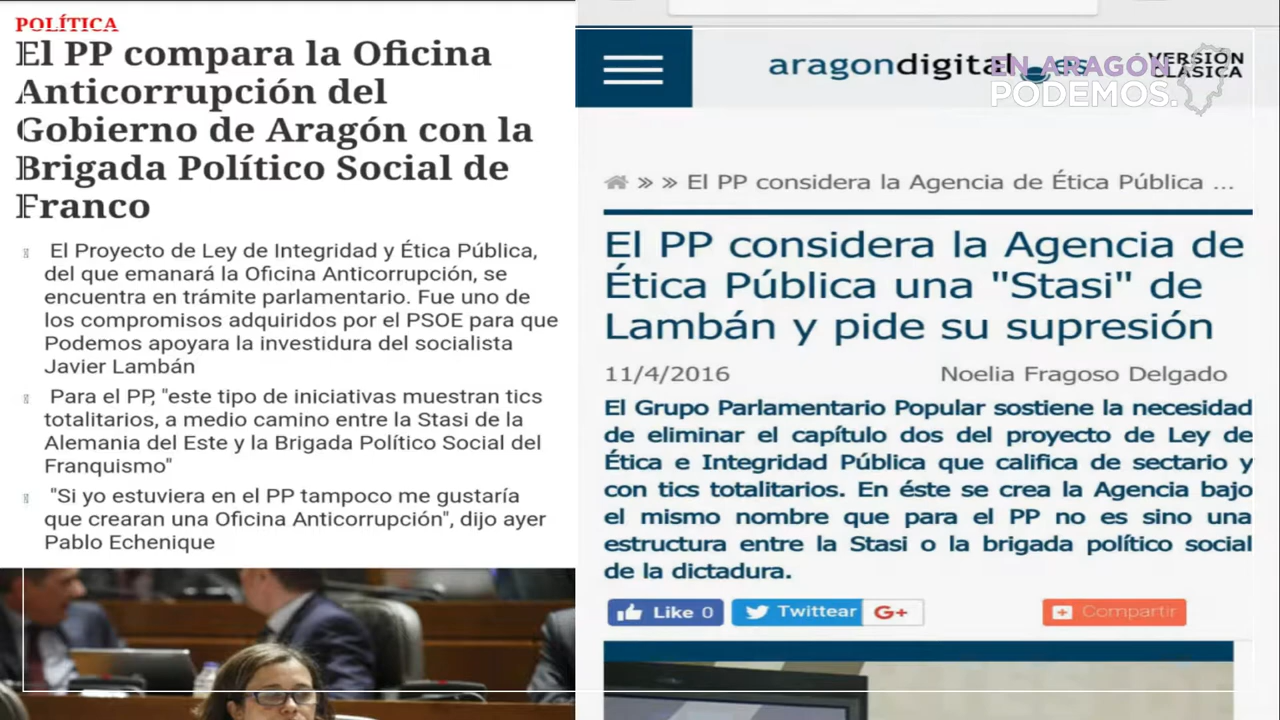 POLÍTICA
El PP compara la Oficina
Anticorrupción del
Gobierno de Aragón con la
Brigada Político Social de
Franco
El Proyecto de Ley de Integridad y Ética Pública,
del que emanará la Oficina Anticorrupción, se
encuentra en trámite parlamentario. Fue uno de
los compromisos adquiridos por el PSOE para que
Podemos apoyara la investidura del socialista
Javier Lambán
Para el PP, "este tipo de iniciativas muestran tics
totalitarios, a medio camino entre la Stasi de la
Alemania del Este y la Brigada Político Social del
Franquismo"
"Si yo estuviera en el PP tampoco me gustaría
que crearan una Oficina Anticorrupción", dijo ayer
Pablo Echenique
aragondigital.es
VERSIÓN
CLÁSICA
EN ARAGÓN
PODEMOS.
» » El PP considera la Agencia de Ética Pública ...
El PP considera la Agencia de
Ética Pública una "Stasi" de
Lambán y pide su supresión
11/4/2016 Noelia Fragoso Delgado
El Grupo Parlamentario Popular sostiene la necesidad
de eliminar el capítulo dos del proyecto de Ley de
Ética e Integridad Pública que califica de sectario y
con tics totalitarios. En éste se crea la Agencia bajo
el mismo nombre que para el PP no es sino una
estructura entre la Stasi o la brigada político social
de la dictadura.
Like 0 Twittear G+ Compartir